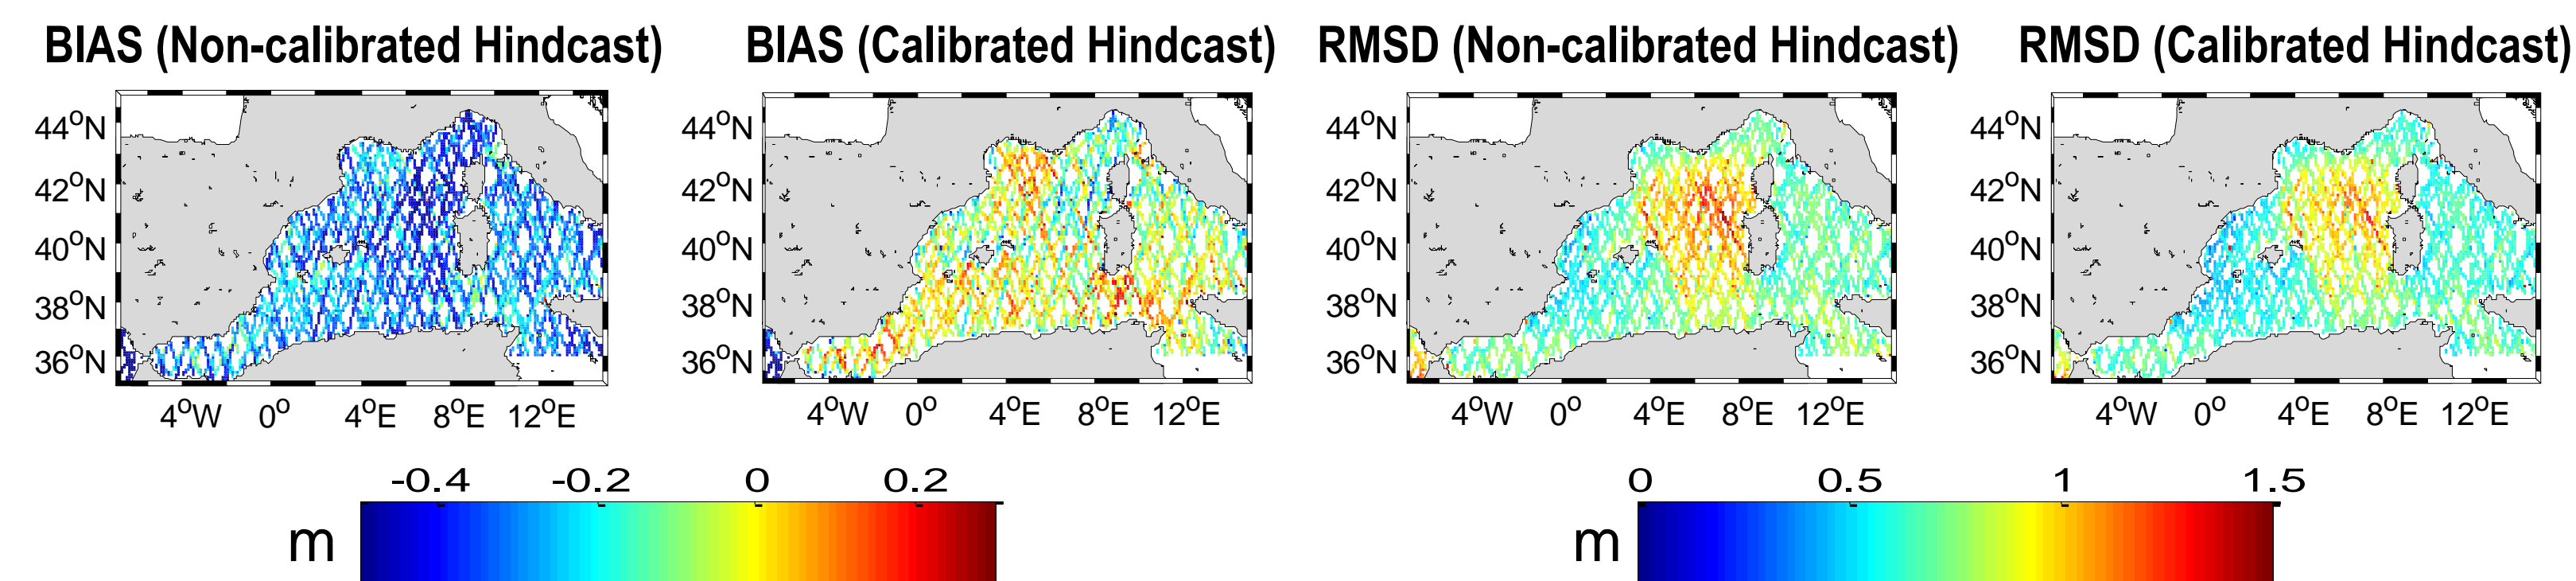 BIAS (Non-calibrated Hindcast) BIAS (Calibrated Hindcast) RMSD (Non-calibrated Hindcast) RMSD (Calibrated Hindcast)
44°N 44°N 44°N 44°N
42°N 42°N 42°N 42°N
40°N 40°N 40°N 40°N
38°N 38°N 38°N 38°N
36°N 36°N 36°N 36°N
4°W 0° 4°E 8°E 12°E 4°W 0° 4°E 8°E 12°E 4°W 0° 4°E 8°E 12°E 4°W 0° 4°E 8°E 12°E
-0.4 -0.2 0 0.2 0 0.5 1 1.5
m m